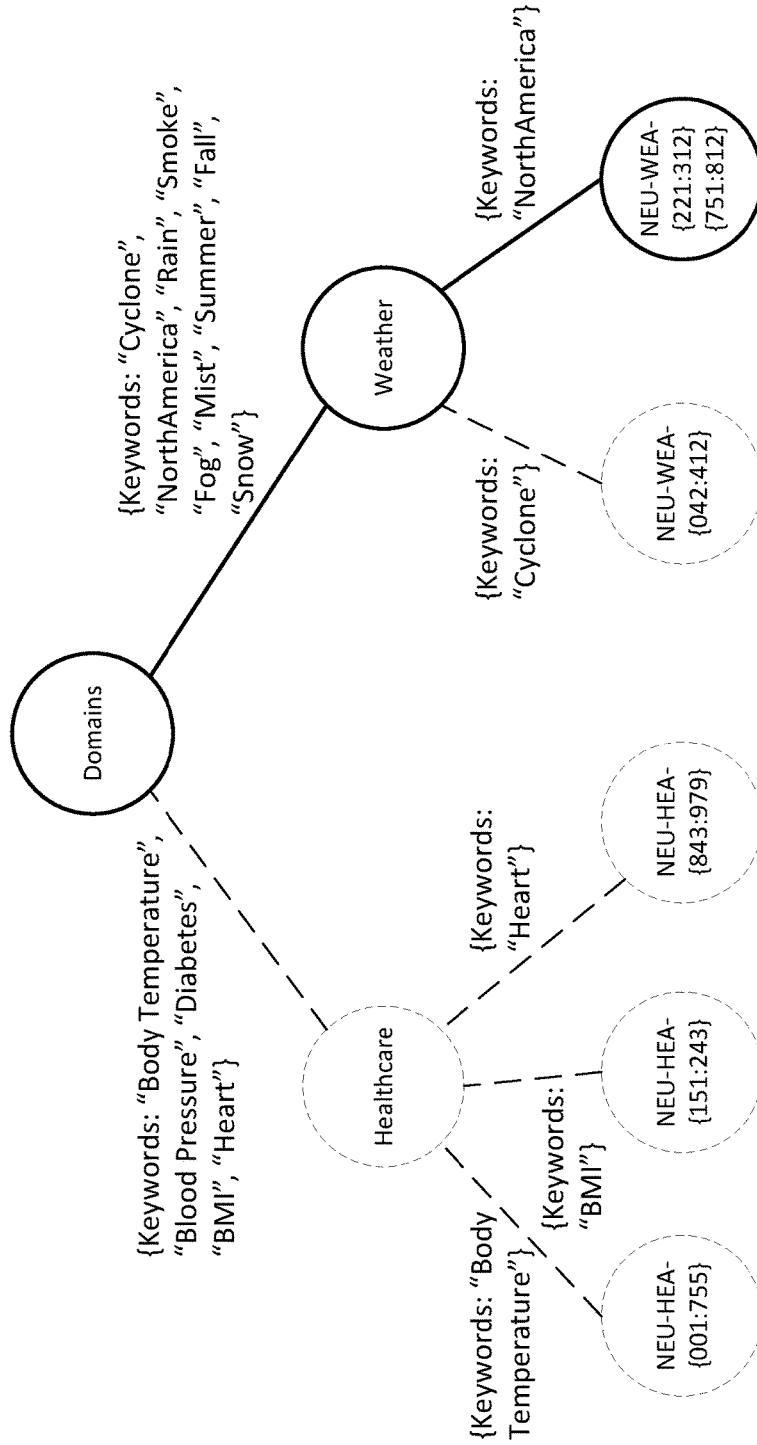 Domains
{Keywords: “Body Temperature”,
“Blood Pressure”, “Diabetes”,
“BMI”, “Heart”}
{Keywords: “Cyclone”,
“NorthAmerica”, “Rain”, “Smoke”,
“Fog”, “Mist”, “Summer”, “Fall”,
“Snow”}
Healthcare
Weather
{Keywords: “Body
Temperature”}
{Keywords:
“BMI”}
{Keywords:
“Heart”}
{Keywords:
“Cyclone”}
{Keywords:
“NorthAmerica”}
NEU-HEA-
{001:755}
NEU-HEA-
{151:243}
NEU-HEA-
{843:979}
NEU-WEA-
{042:412}
NEU-WEA-
{221:312}
{751:812}